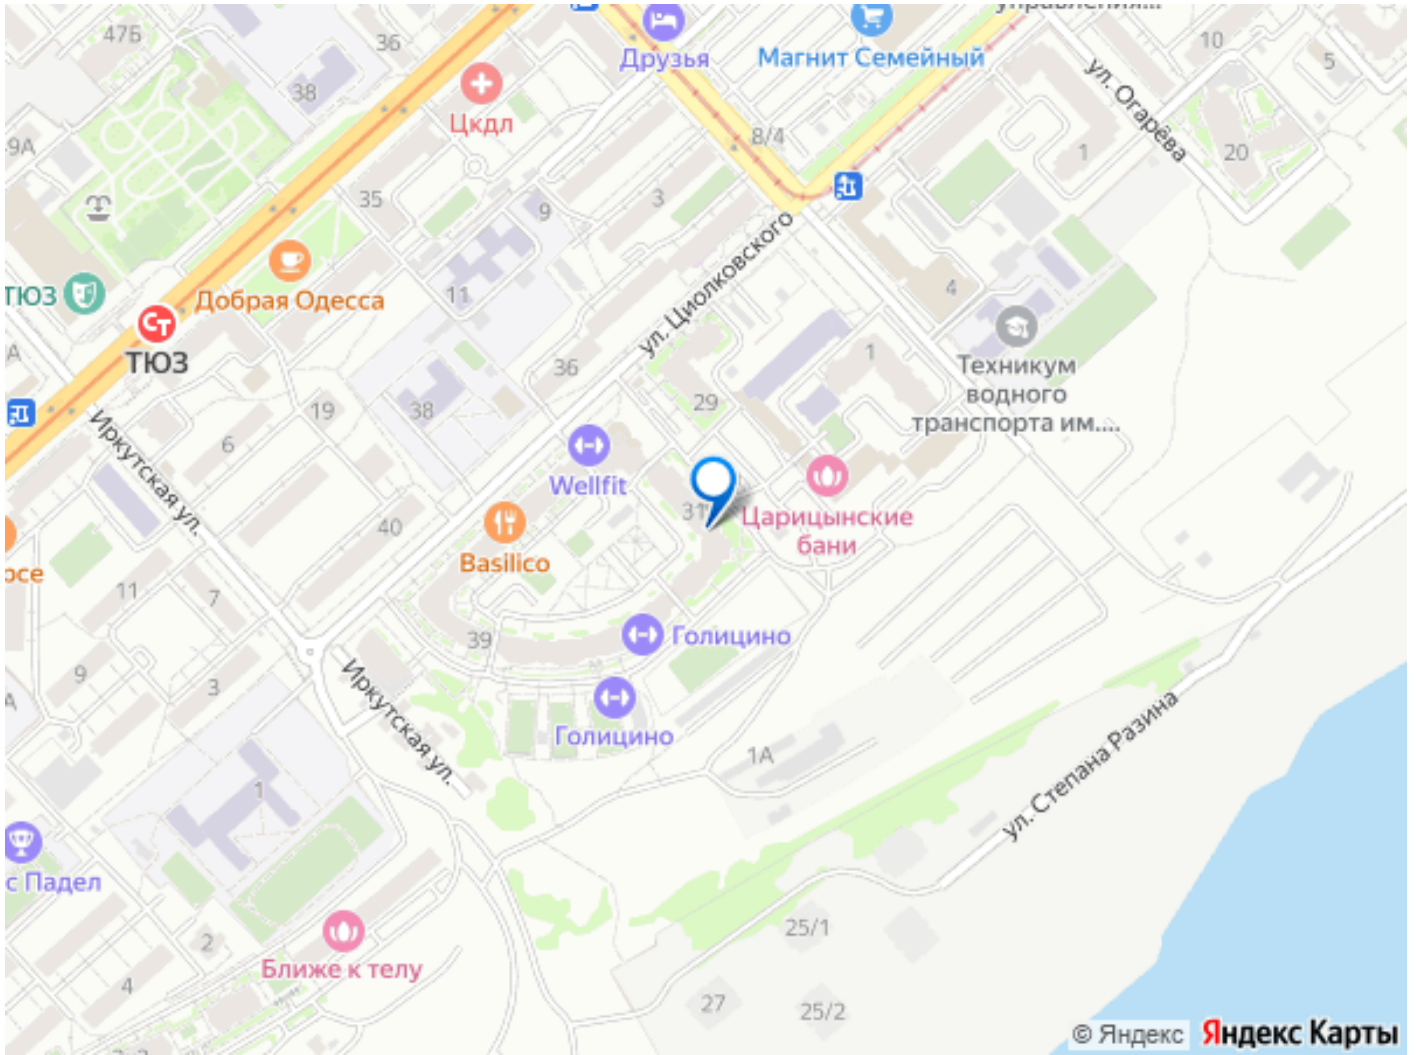 управления...
47Б
36
Друзья
Магнит Семейный
10
5
38
ул. Огарёва
Цкдл
8/4
9А
1
20
35
3
9
ул. Циолковского
ТЮЗ
Добрая Одесса
11
4
А
ТЮЗ
36
1
Техникум
водного
транспорта им....
29
19
38
6
Иркутская ул.
Wellfit
31
Царицынские
бани
40
Basilico
11
7
39
Голицино
9
3
А
Иркутская ул.
Голицино
1А
ул. Степана Разина
1
с Падел
2
25/1
Ближе к телу
4
27
25/2
© Яндекс Яндекс Карты